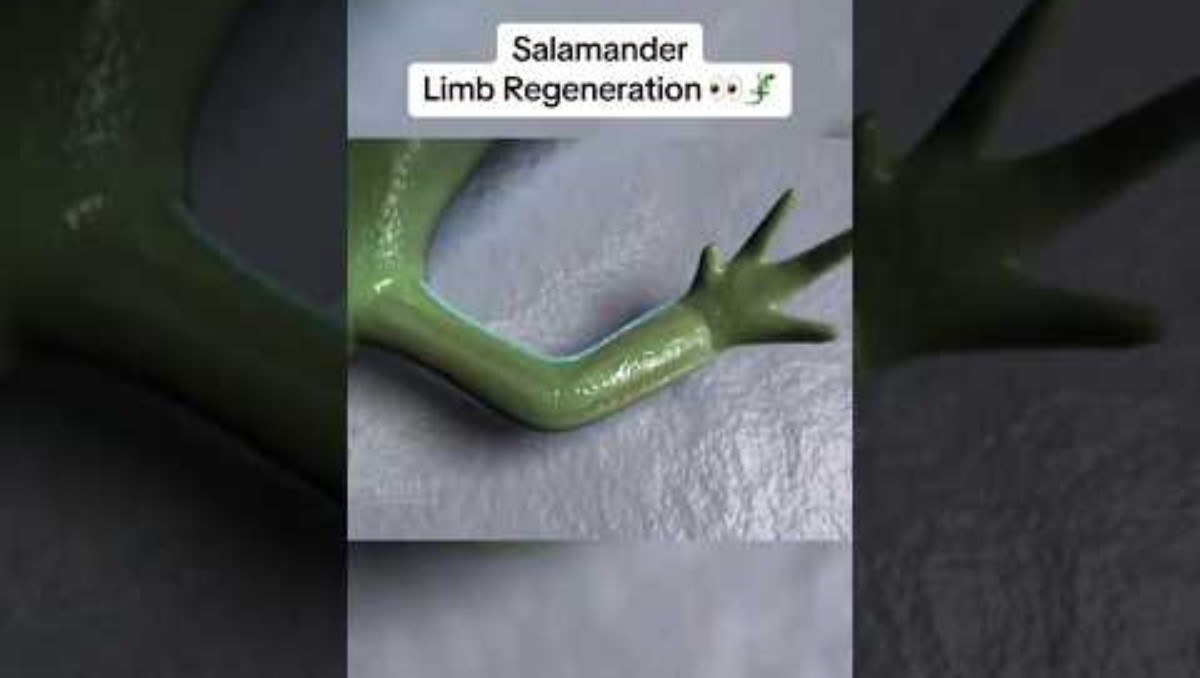 Salamander
Limb Regeneration 👀🦎